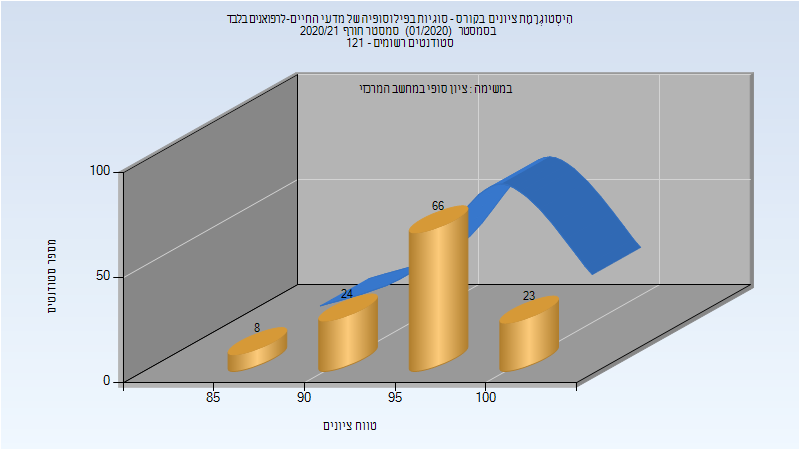 הִיסְטוֹגְרַמַת ציונים בקורס - סוגיות בפילוסופיה של מדעי החיים-לרפואנים בלבד
בסמסטר (01/2020) סמסטר חורף 2020/21
סטודנטים רשומים - 121
במשימה : ציון סופי במחשב המרכזי
100
50
0
מספר סטודנטים
8
24
66
23
85
90
95
100
טווח ציונים